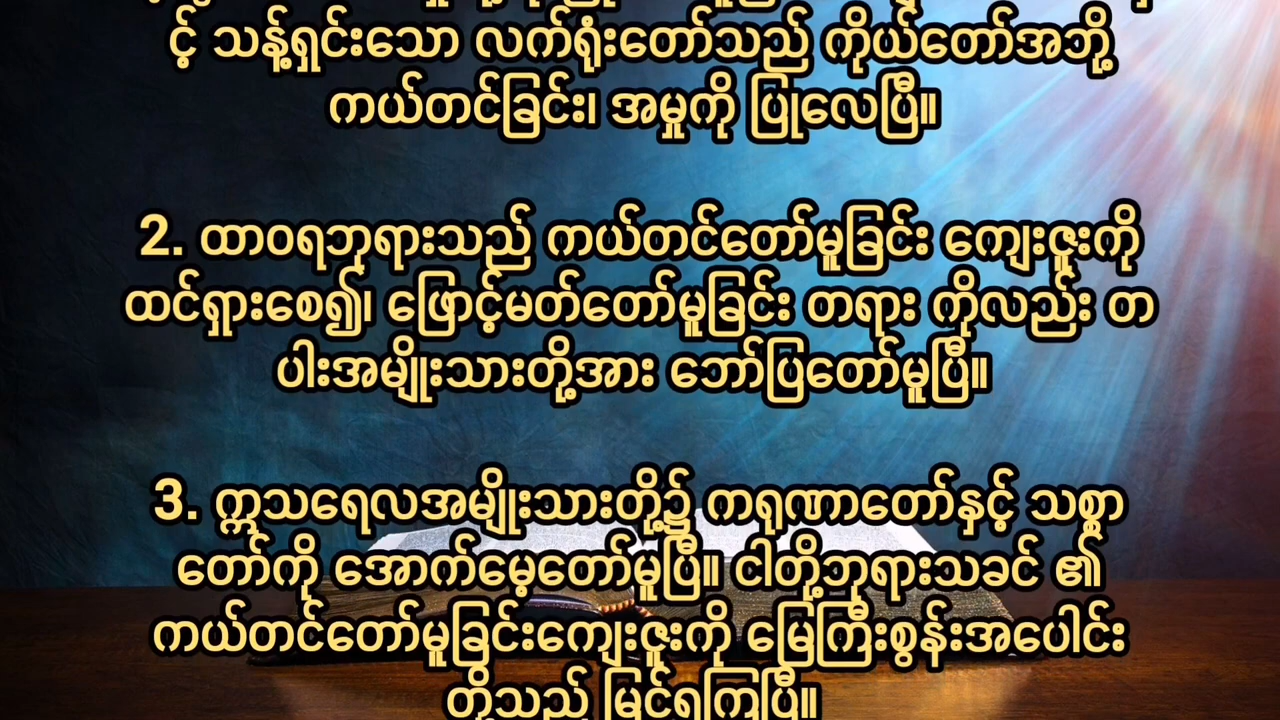 င့် သန့်ရှင်းသော လက်ရုံးတော်သည် ကိုယ်တော်အဘို့
ကယ်တင်ခြင်း၊ အမှုကို ပြုလေပြီ။
2. ထာဝရဘုရားသည် ကယ်တင်တော်မူခြင်း ကျေးဇူးကို
ထင်ရှားစေ၍၊ ဖြောင့်မတ်တော်မူခြင်း တရား ကိုလည်း တ
ပါးအမျိုးသားတို့အား ဘော်ပြတော်မူပြီ။
3. ဣသရေလအမျိုးသားတို့၌ ကရုဏာတော်နှင့် သစ္စာ
တော်ကို အောက်မေ့တော်မူပြီ။ ငါတို့ဘုရားသခင် ၏
ကယ်တင်တော်မူခြင်းကျေးဇူးကို မြေကြီးစွန်းအပေါင်း
တို့သည် မြင်ရကြပြီ။